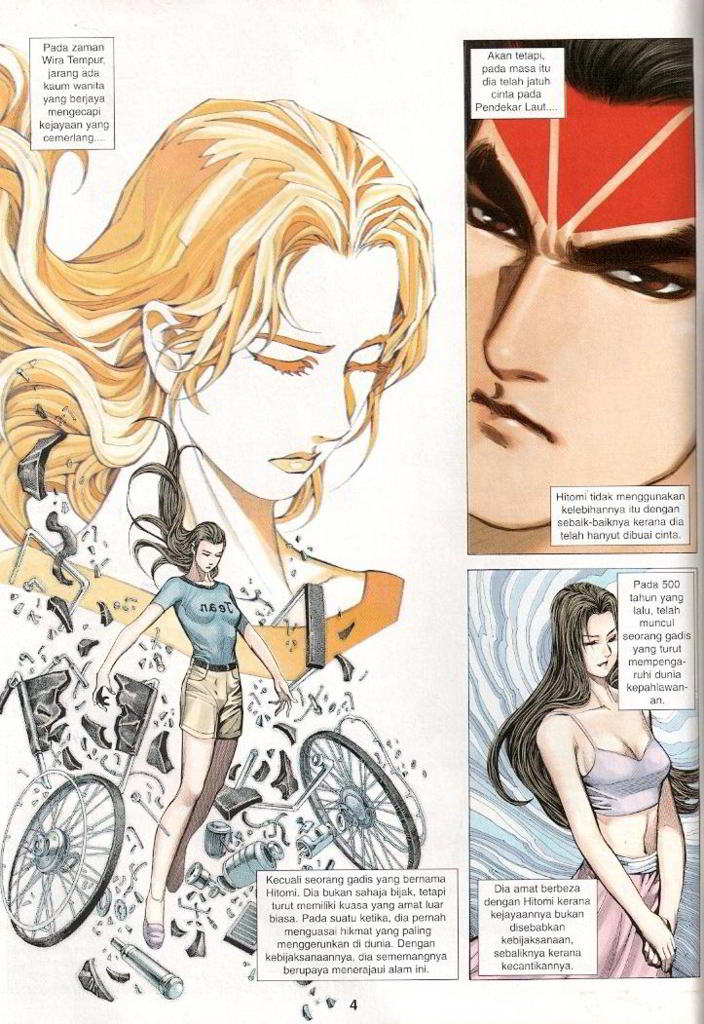 Pada zaman
Wira Tempur,
jarang ada
kaum wanita
yang berjaya
mengecapi
kejayaan yang
cemerlang....
Jean
Kecuali seorang gadis yang bernama
Hitomi. Dia bukan sahaja bijak, tetapi
turut memiliki kuasa yang amat luar
biasa. Pada suatu ketika, dia pernah
menguasai hikmat yang paling
menggerunkan di dunia. Dengan
kebijaksanaannya, dia sememangnya
berupaya menerajaui alam ini.
Akan tetapi,
pada masa itu
dia telah jatuh
cinta pada
Pendekar Laut....
Hitomi tidak menggunakan
kelebihannya itu dengan
sebaik-baiknya kerana dia
telah hanyut dibuai cinta.
Pada 500
tahun yang
lalu, telah
muncul
seorang gadis
yang turut
mempenga-
ruhi dunia
kepahlawan-
an.
Dia amat berbeza
dengan Hitomi kerana
kejayaannya bukan
disebabkan
kebijaksanaan,
sebaliknya kerana
kecantikannya.
4